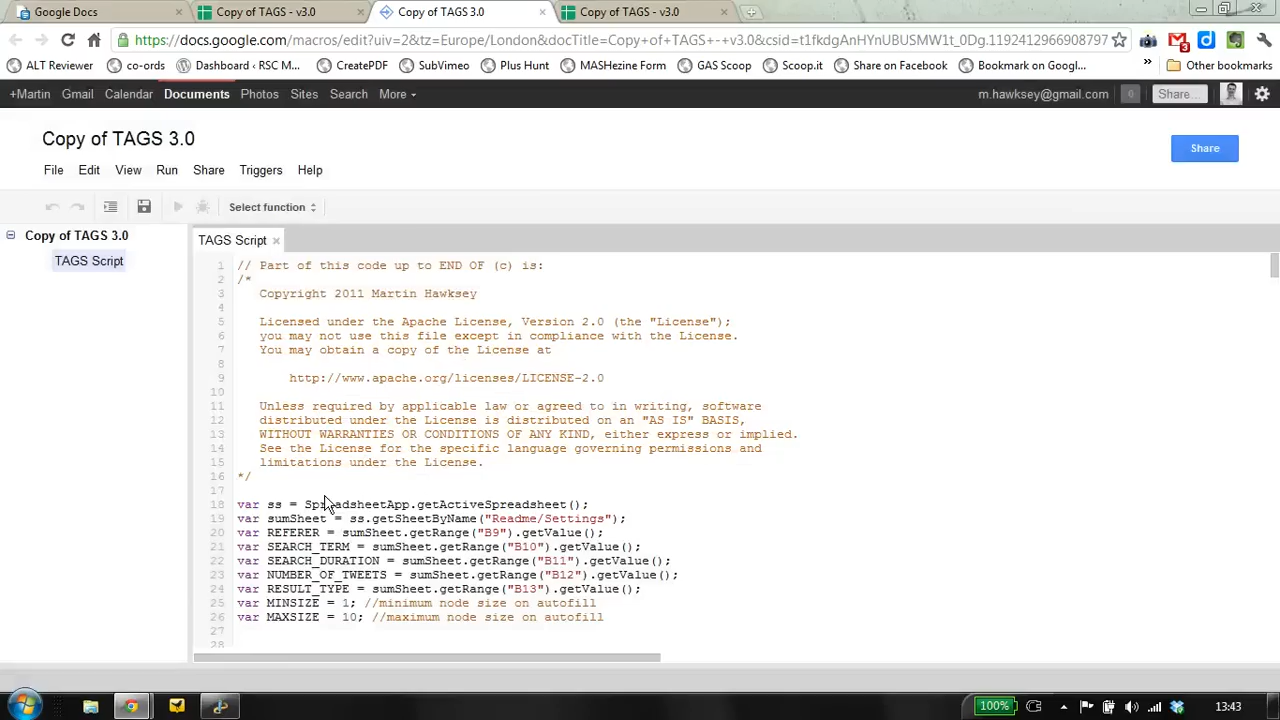 Google Docs
Copy of TAGS - v3.0
Copy of TAGS 3.0
Copy of TAGS - v3.0
https://docs.google.com/macros/edit?uiv=2&tz=Europe/London&docTitle=Copy+of+TAGS+-+v3.0&csid=t1fkdgAnHYnUBUSMW1t_0Dg.1192412966908797
3
ALT Reviewer
co-ords
Dashboard ‹ RSC M...
CreatePDF
SubVimeo
Plus Hunt
MASHezine Form
GAS Scoop
Scoop.it
Share on Facebook
Bookmark on Googl...
»
Other bookmarks
+Martin Gmail Calendar Documents Photos Sites Search More
m.hawksey@gmail.com
0
Share...
Copy of TAGS 3.0
Share
File Edit View Run Share Triggers Help
Select function
Copy of TAGS 3.0
TAGS Script
TAGS Script
1 // Part of this code up to END OF (c) is:
2 /*
3 Copyright 2011 Martin Hawksey
4
5 Licensed under the Apache License, Version 2.0 (the "License");
6 you may not use this file except in compliance with the License.
7 You may obtain a copy of the License at
8
9 http://www.apache.org/licenses/LICENSE-2.0
10
11 Unless required by applicable law or agreed to in writing, software
12 distributed under the License is distributed on an "AS IS" BASIS,
13 WITHOUT WARRANTIES OR CONDITIONS OF ANY KIND, either express or implied.
14 See the License for the specific language governing permissions and
15 limitations under the License.
16 */
17
18 var ss = SpreadsheetApp.getActiveSpreadsheet();
19 var sumSheet = ss.getSheetByName("Readme/Settings");
20 var REFERER = sumSheet.getRange("B9").getValue();
21 var SEARCH_TERM = sumSheet.getRange("B10").getValue();
22 var SEARCH_DURATION = sumSheet.getRange("B11").getValue();
23 var NUMBER_OF_TWEETS = sumSheet.getRange("B12").getValue();
24 var RESULT_TYPE = sumSheet.getRange("B13").getValue();
25 var MINSIZE = 1; //minimum node size on autofill
26 var MAXSIZE = 10; //maximum node size on autofill
27
28
100%
13:43